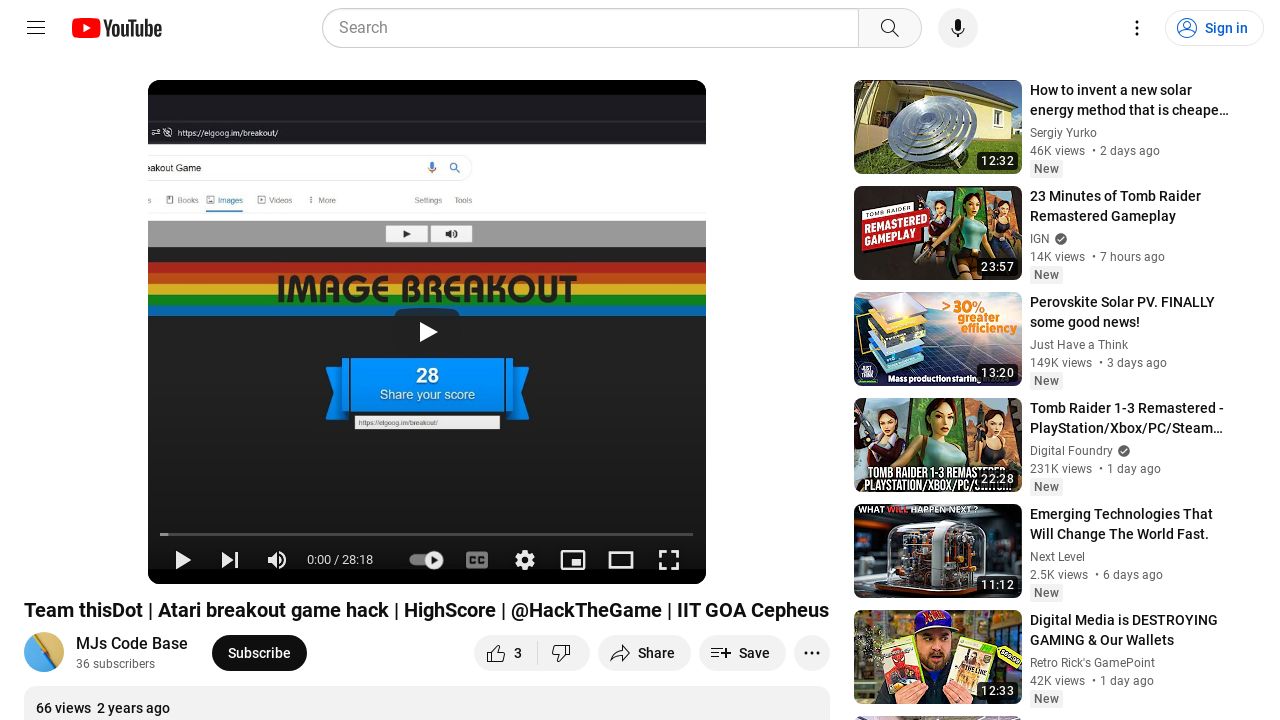 YouTube
Search
Sign in
https://elgoog.im/breakout/
eakout Game
Books
Images
Videos
More
Settings
Tools
IMAGE BREAKOUT
28
Share your score
https://elgoog.im/breakout/
0:00 / 28:18
CC
Team thisDot | Atari breakout game hack | HighScore | @HackTheGame | IIT GOA Cepheus
MJs Code Base
36 subscribers
Subscribe
3
Share
Save
66 views 2 years ago
12:32
How to invent a new solar
energy method that is cheape…
Sergiy Yurko
46K views • 2 days ago
New
TOMB RAIDER
REMASTERED
GAMEPLAY
23:57
23 Minutes of Tomb Raider
Remastered Gameplay
IGN
14K views • 7 hours ago
New
> 30%
greater
efficiency
Mass production starting
13:20
Perovskite Solar PV. FINALLY
some good news!
Just Have a Think
149K views • 3 days ago
New
TOMB RAIDER 1-3 REMASTERED
PLAYSTATION/XBOX/PC/SWITCH
22:28
Tomb Raider 1-3 Remastered -
PlayStation/Xbox/PC/Steam…
Digital Foundry
231K views • 1 day ago
New
WHAT WILL HAPPEN NEXT?
11:12
Emerging Technologies That
Will Change The World Fast.
Next Level
2.5K views • 6 days ago
New
12:33
Digital Media is DESTROYING
GAMING & Our Wallets
Retro Rick's GamePoint
42K views • 1 day ago
New